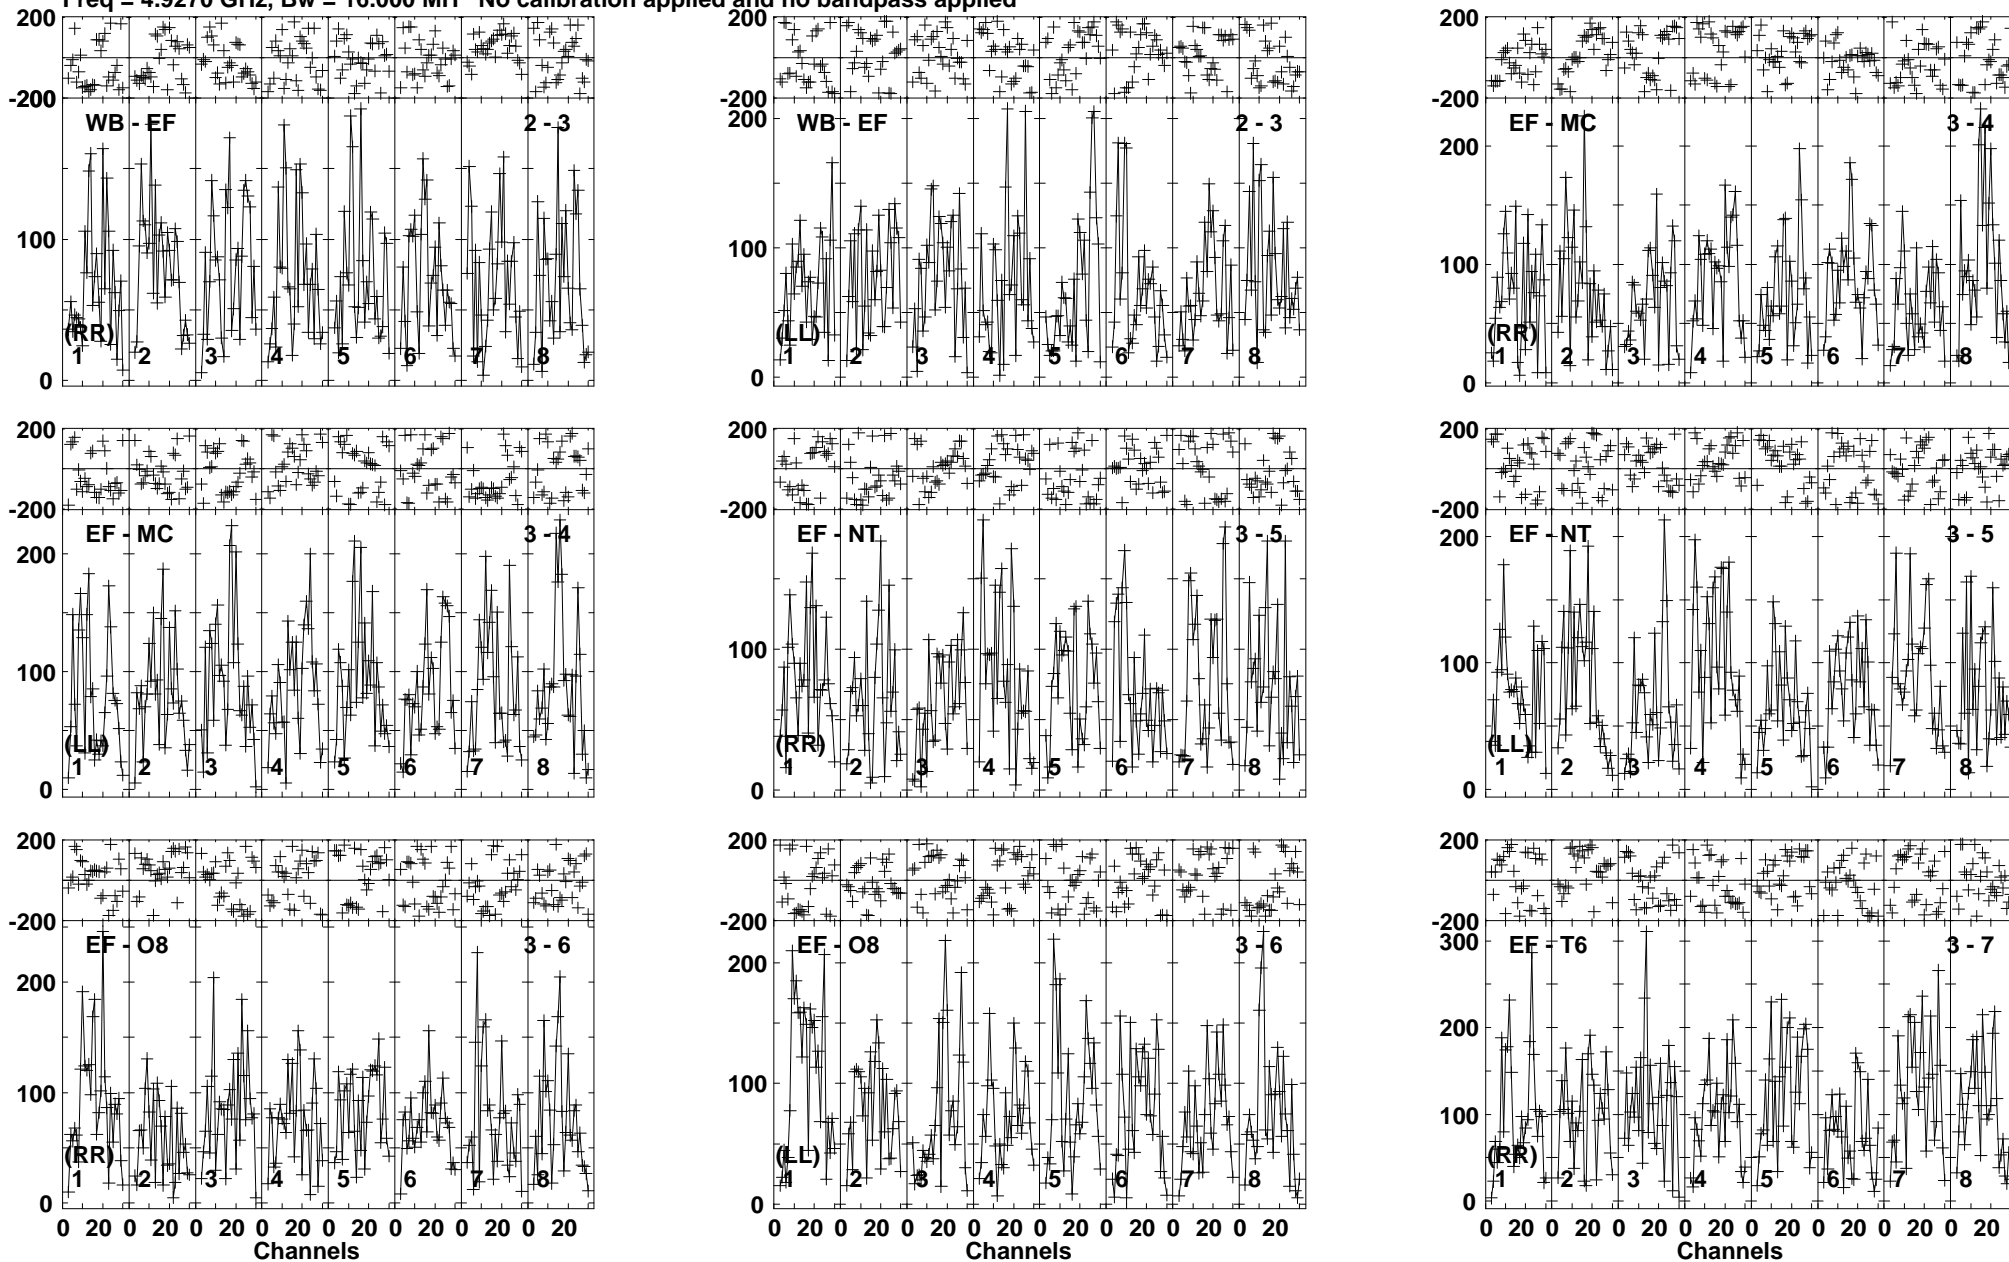 Freq = 4.9270 GHz, Bw = 16.000 MH No calibration applied and no bandpass applied
200 200 200
-200 -200 -200
WB - EF 2 - 3 WB - EF 2 - 3 EF - MC 3 - 4
200 200
100 100 100
(RR) (LL) (RR)
1 2 3 4 5 6 7 8 1 2 3 4 5 6 7 8 1 2 3 4 5 6 7 8
0 0 0
200 200 200
-200 -200 -200
EF - MC 3 - 4 EF - NT 3 - 5 EF - NT 3 - 5
200 200
100 100 100
(LL) (RR) (LL)
1 2 3 4 5 6 7 8 1 2 3 4 5 6 7 8 1 2 3 4 5 6 7 8
0 0 0
200 200 200
-200 -200 -200
EF - O8 3 - 6 EF - O8 3 - 6 EF - T6 3 - 7
300
200 200 200
100 100 100
(RR) (LL) (RR)
1 2 3 4 5 6 7 8 1 2 3 4 5 6 7 8 1 2 3 4 5 6 7 8
0 0 0
0 20 0 20 0 20 0 20 0 20 0 20 0 20 0 20 0 20 0 20 0 20 0 20 0 20 0 20 0 20 0 20 0 20 0 20 0 20 0 20 0 20 0 20 0 20 0 20
Channels Channels Channels